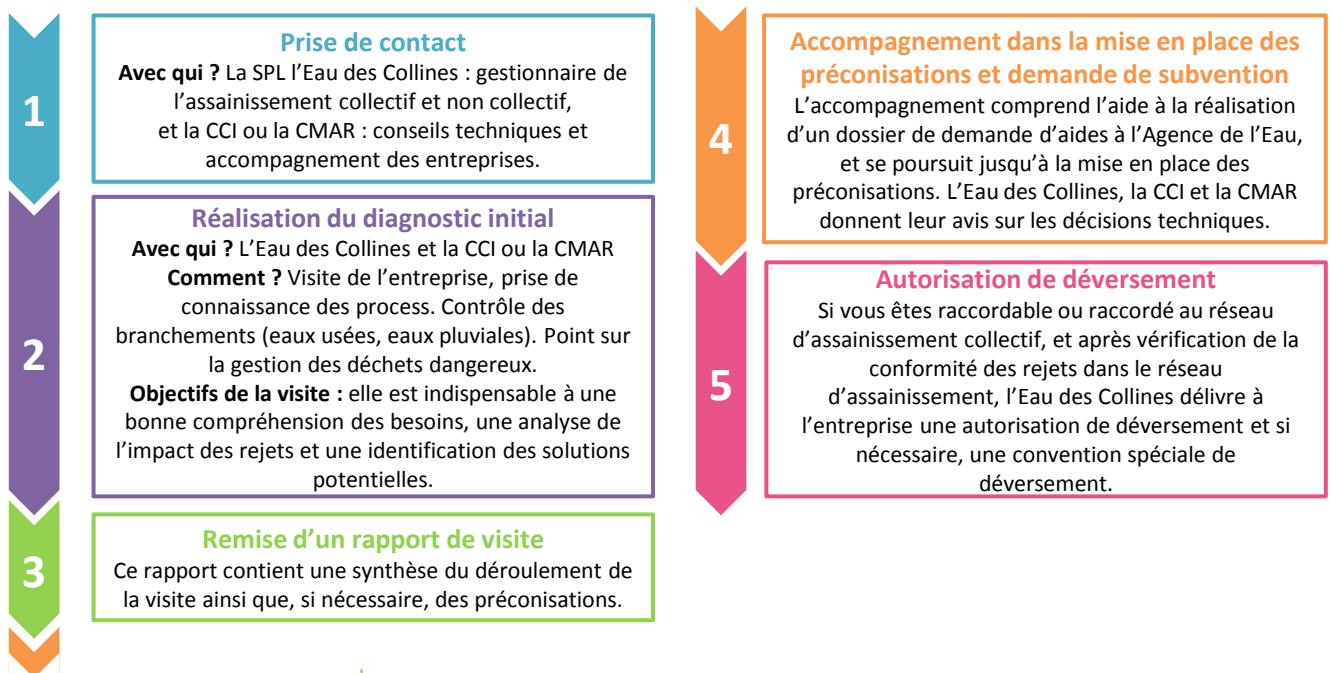 1
Prise de contact
Avec qui ? La SPL l’Eau des Collines : gestionnaire de
l’assainissement collectif et non collectif,
et la CCI ou la CMAR : conseils techniques et
accompagnement des entreprises.
2
Réalisation du diagnostic initial
Avec qui ? L’Eau des Collines et la CCI ou la CMAR
Comment ? Visite de l’entreprise, prise de
connaissance des process. Contrôle des
branchements (eaux usées, eaux pluviales). Point sur
la gestion des déchets dangereux.
Objectifs de la visite : elle est indispensable à une
bonne compréhension des besoins, une analyse de
l’impact des rejets et une identification des solutions
potentielles.
3
Remise d’un rapport de visite
Ce rapport contient une synthèse du déroulement de
la visite ainsi que, si nécessaire, des préconisations.
4
Accompagnement dans la mise en place des
préconisations et demande de subvention
L’accompagnement comprend l’aide à la réalisation
d’un dossier de demande d’aides à l’Agence de l’Eau,
et se poursuit jusqu’à la mise en place des
préconisations. L’Eau des Collines, la CCI et la CMAR
donnent leur avis sur les décisions techniques.
5
Autorisation de déversement
Si vous êtes raccordable ou raccordé au réseau
d’assainissement collectif, et après vérification de la
conformité des rejets dans le réseau
d’assainissement, l’Eau des Collines délivre à
l’entreprise une autorisation de déversement et si
nécessaire, une convention spéciale de
déversement.